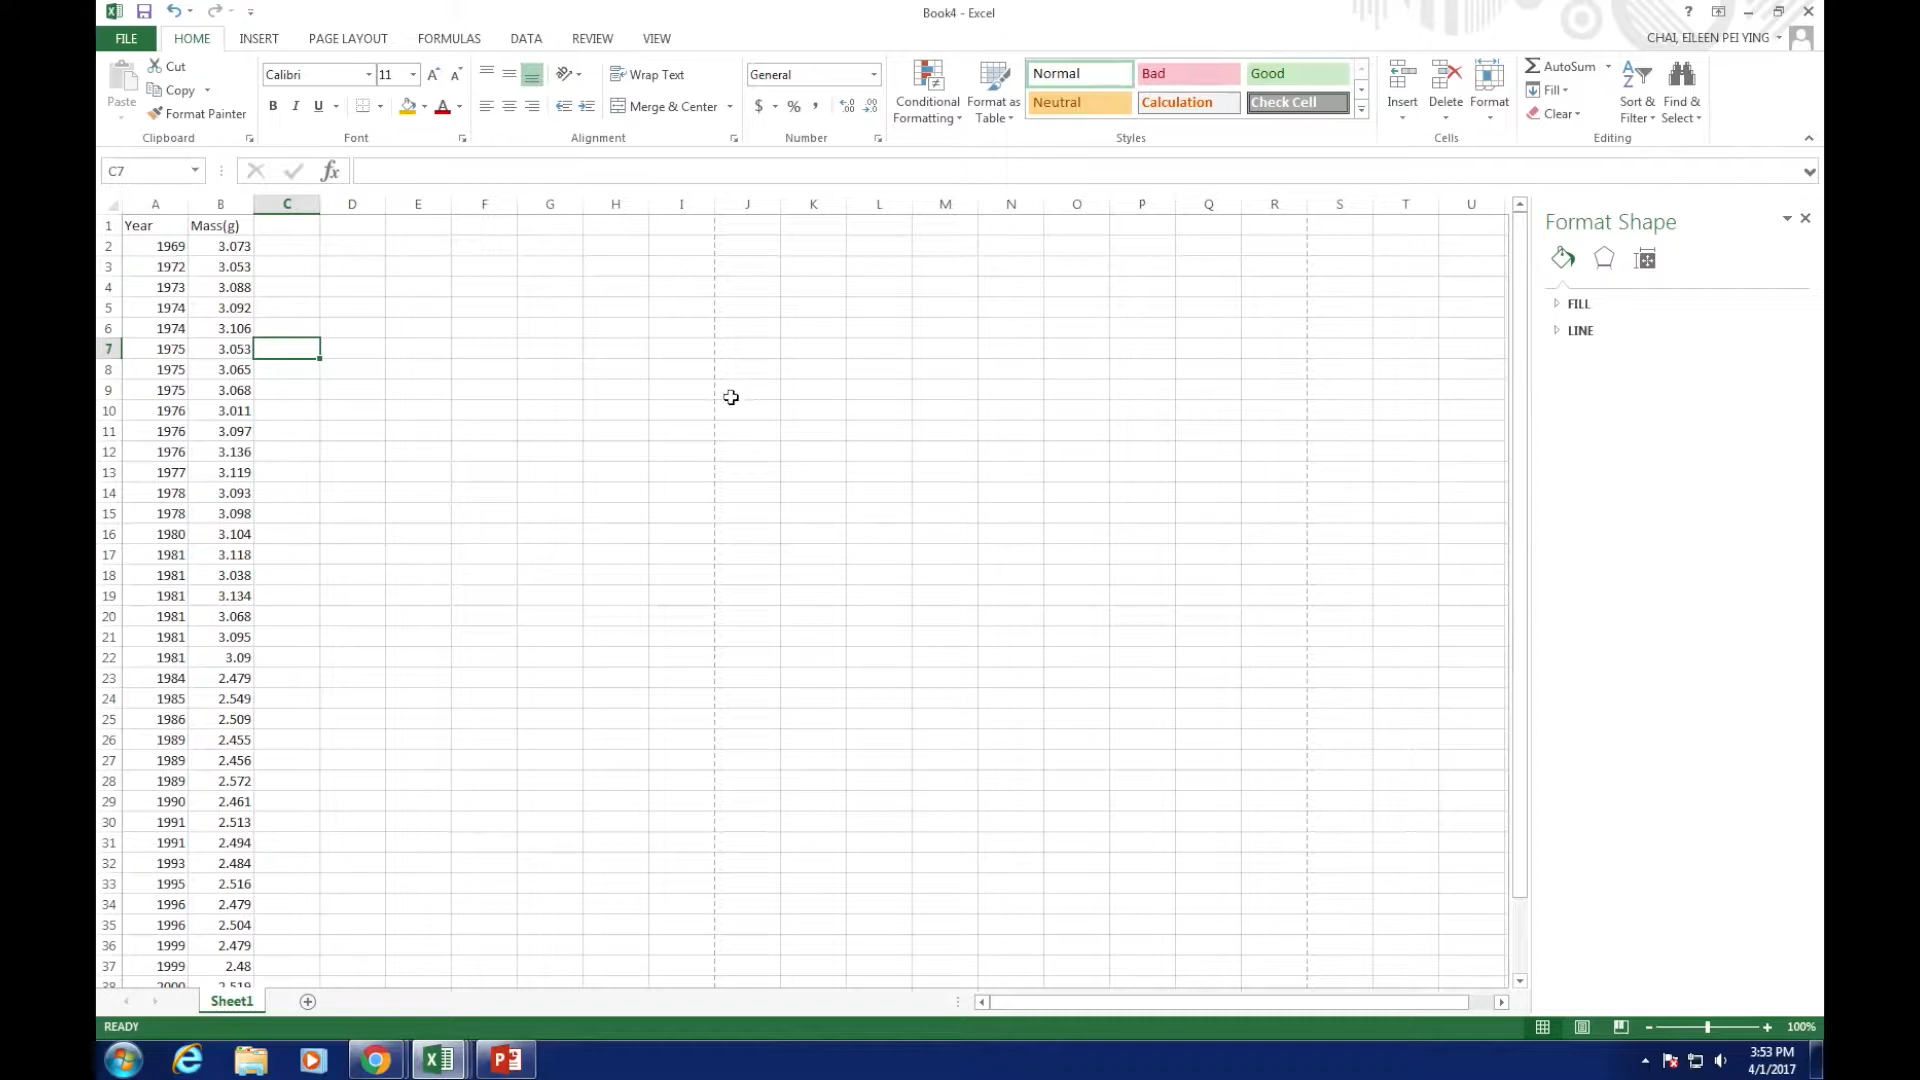 Book4 - Excel
FILE HOME INSERT PAGE LAYOUT FORMULAS DATA REVIEW VIEW CHAI, EILEEN PEI YING
Paste
Cut
Copy
Format Painter
Clipboard
Calibri 11
B I U
Font
Wrap Text
Merge & Center
Alignment
General
$ % ,
Number
Conditional Formatting
Format as Table
Normal Bad Good
Neutral Calculation Check Cell
Styles
Insert Delete Format
Cells
AutoSum
Fill
Clear
Sort & Filter
Find & Select
Editing
C7 fx
A B C D E F G H I J K L M N O P Q R S T U
1 Year Mass(g)
2 1969 3.073
3 1972 3.053
4 1973 3.088
5 1974 3.092
6 1974 3.106
7 1975 3.053
8 1975 3.065
9 1975 3.068
10 1976 3.011
11 1976 3.097
12 1976 3.136
13 1977 3.119
14 1978 3.093
15 1978 3.098
16 1980 3.104
17 1981 3.118
18 1981 3.038
19 1981 3.134
20 1981 3.068
21 1981 3.095
22 1981 3.09
23 1984 2.479
24 1985 2.549
25 1986 2.509
26 1989 2.455
27 1989 2.456
28 1989 2.572
29 1990 2.461
30 1991 2.513
31 1991 2.494
32 1993 2.484
33 1995 2.516
34 1996 2.479
35 1996 2.504
36 1999 2.479
37 1999 2.48
38 2000 2.519
Format Shape
FILL
LINE
Sheet1
READY 100%
3:53 PM
4/1/2017